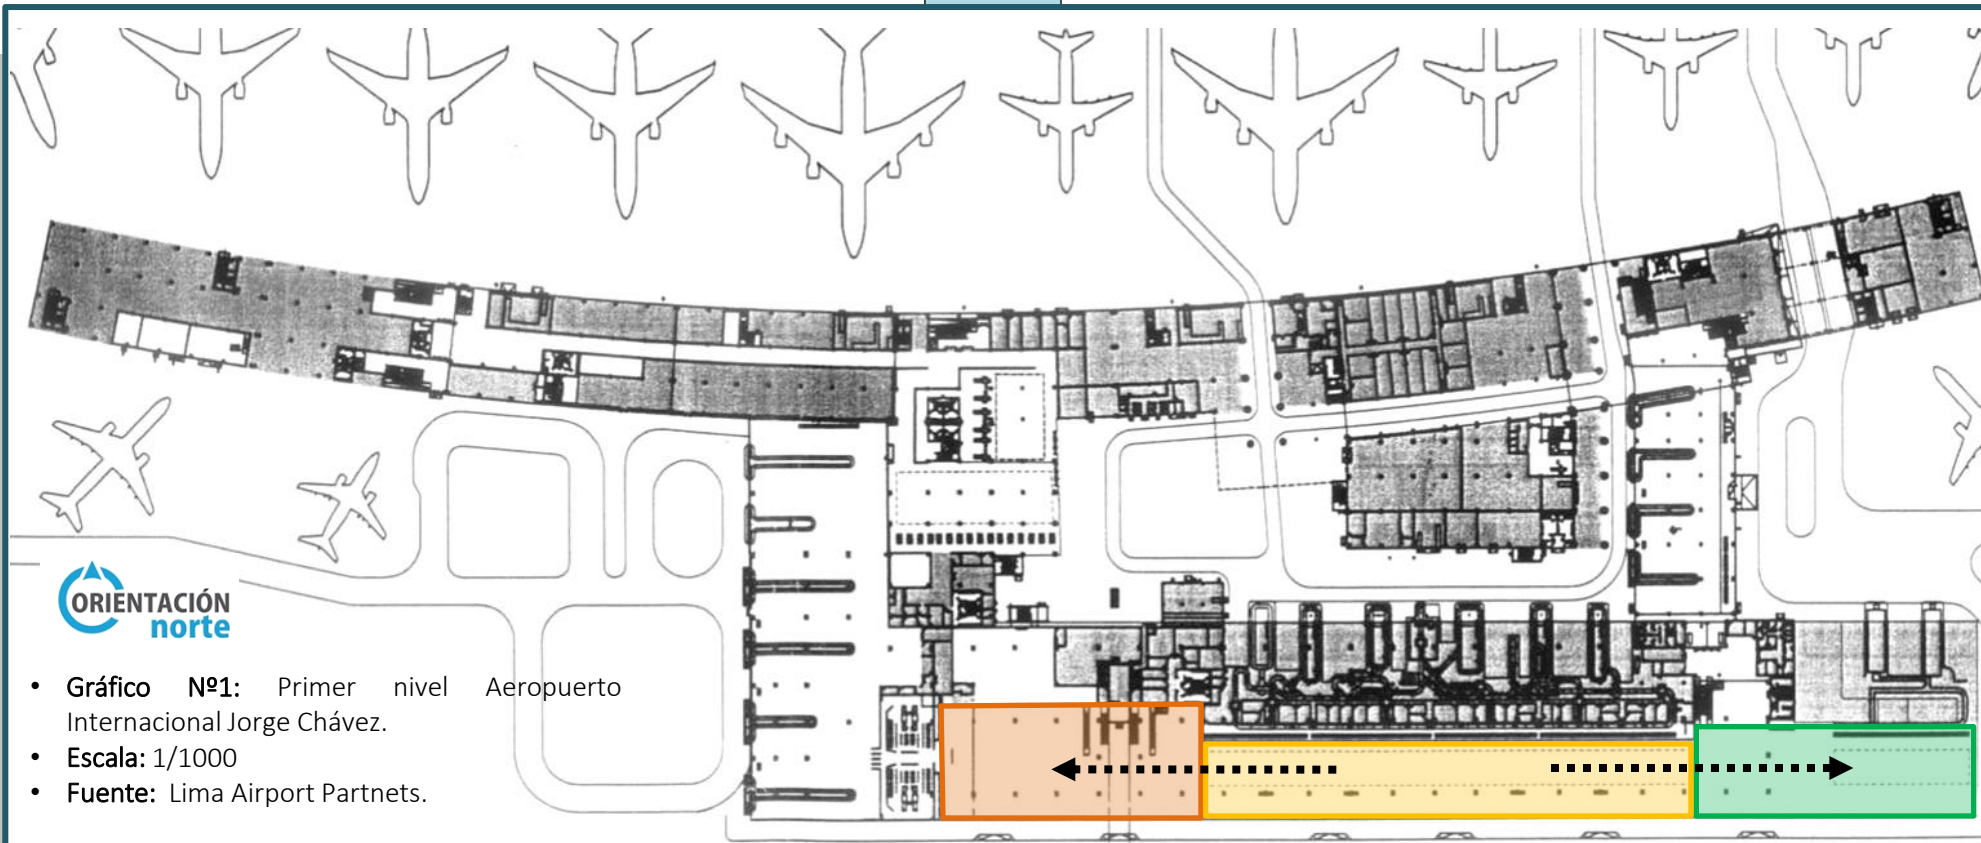 ORIENTACIÓN
norte
• Gráfico Nº1: Primer nivel Aeropuerto
Internacional Jorge Chávez.
• Escala: 1/1000
• Fuente: Lima Airport Partnets.